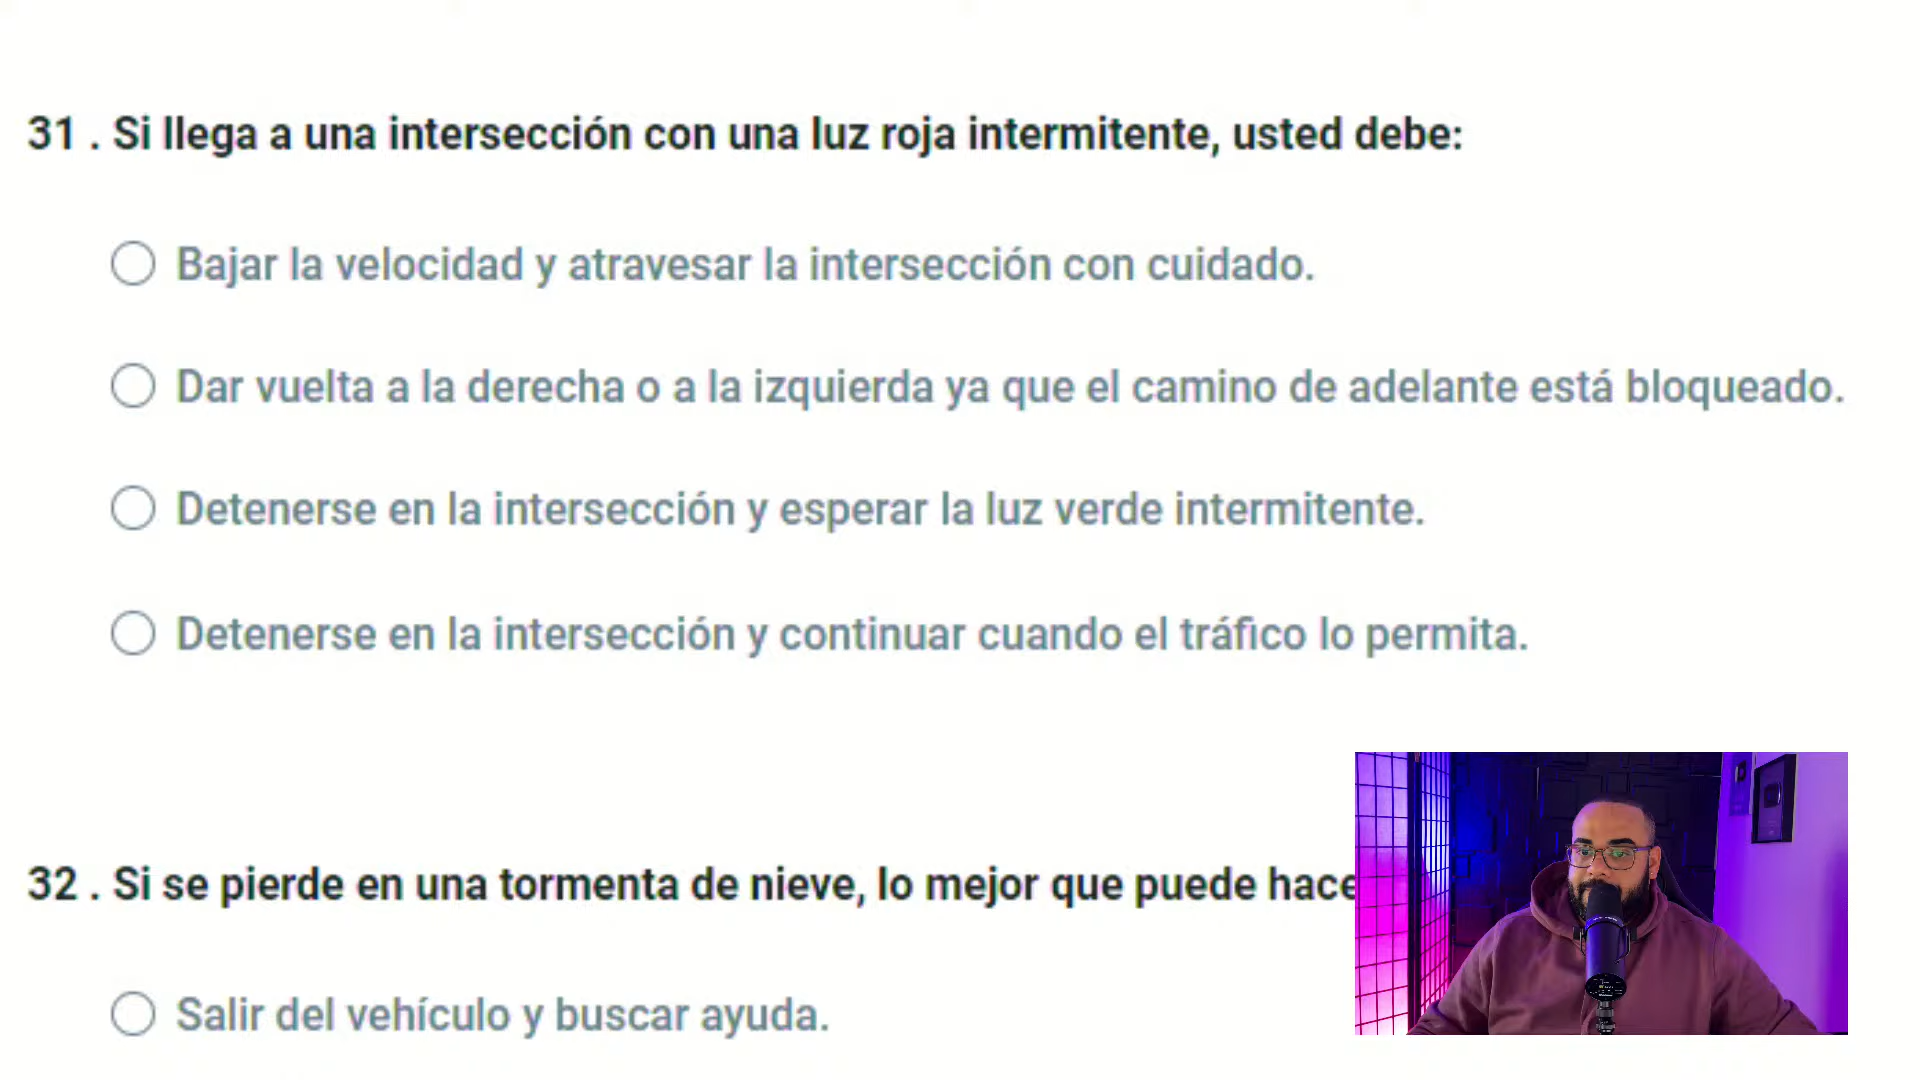 31 . Si llega a una intersección con una luz roja intermitente, usted debe:
Bajar la velocidad y atravesar la intersección con cuidado.
Dar vuelta a la derecha o a la izquierda ya que el camino de adelante está bloqueado.
Detenerse en la intersección y esperar la luz verde intermitente.
Detenerse en la intersección y continuar cuando el tráfico lo permita.
32 . Si se pierde en una tormenta de nieve, lo mejor que puede hace
Salir del vehículo y buscar ayuda.